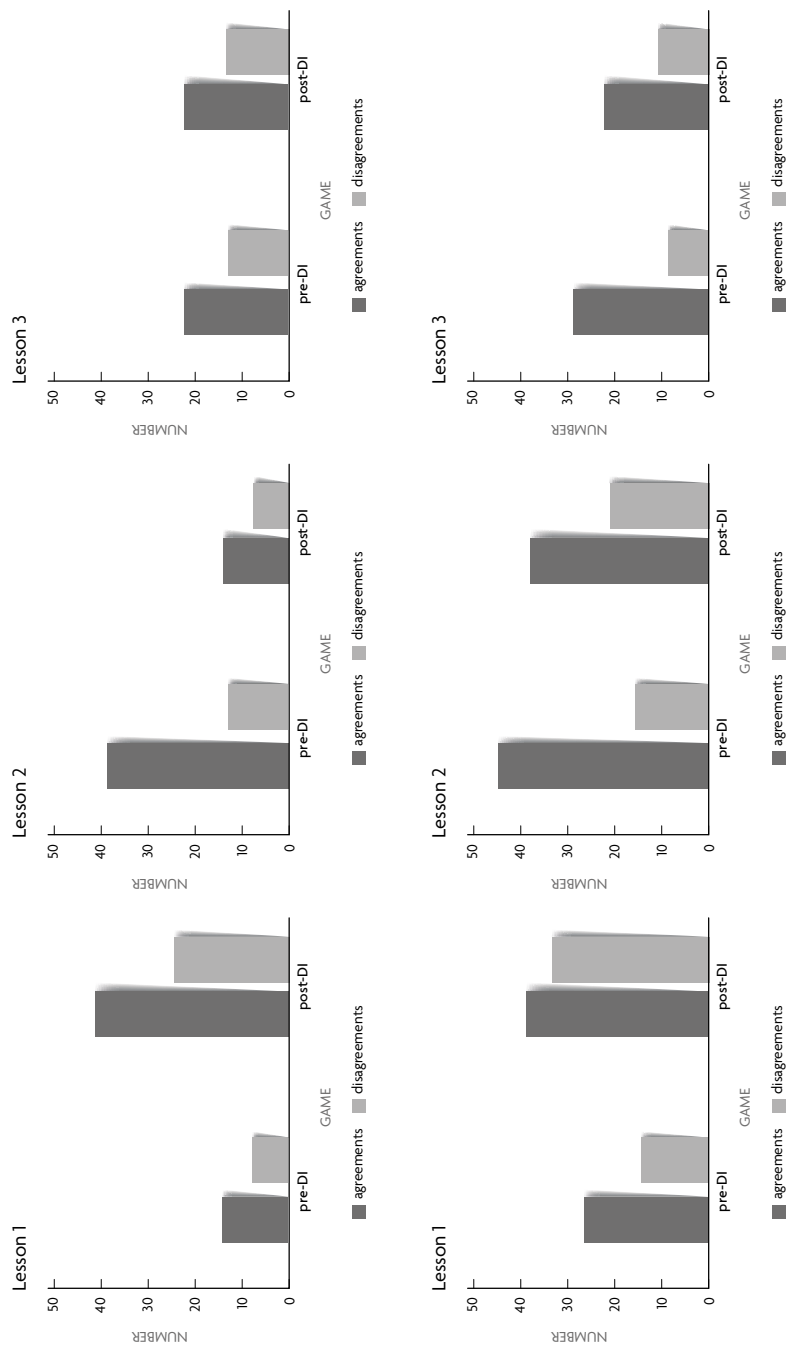 Lesson 1
50
40
30
20
10
0
NUMBER
pre-DI
post-DI
GAME
agreements
disagreements
Lesson 2
50
40
30
20
10
0
NUMBER
pre-DI
post-DI
GAME
agreements
disagreements
Lesson 3
50
40
30
20
10
0
NUMBER
pre-DI
post-DI
GAME
agreements
disagreements
Lesson 1
50
40
30
20
10
0
NUMBER
pre-DI
post-DI
GAME
agreements
disagreements
Lesson 2
50
40
30
20
10
0
NUMBER
pre-DI
post-DI
GAME
agreements
disagreements
Lesson 3
50
40
30
20
10
0
NUMBER
pre-DI
post-DI
GAME
agreements
disagreements